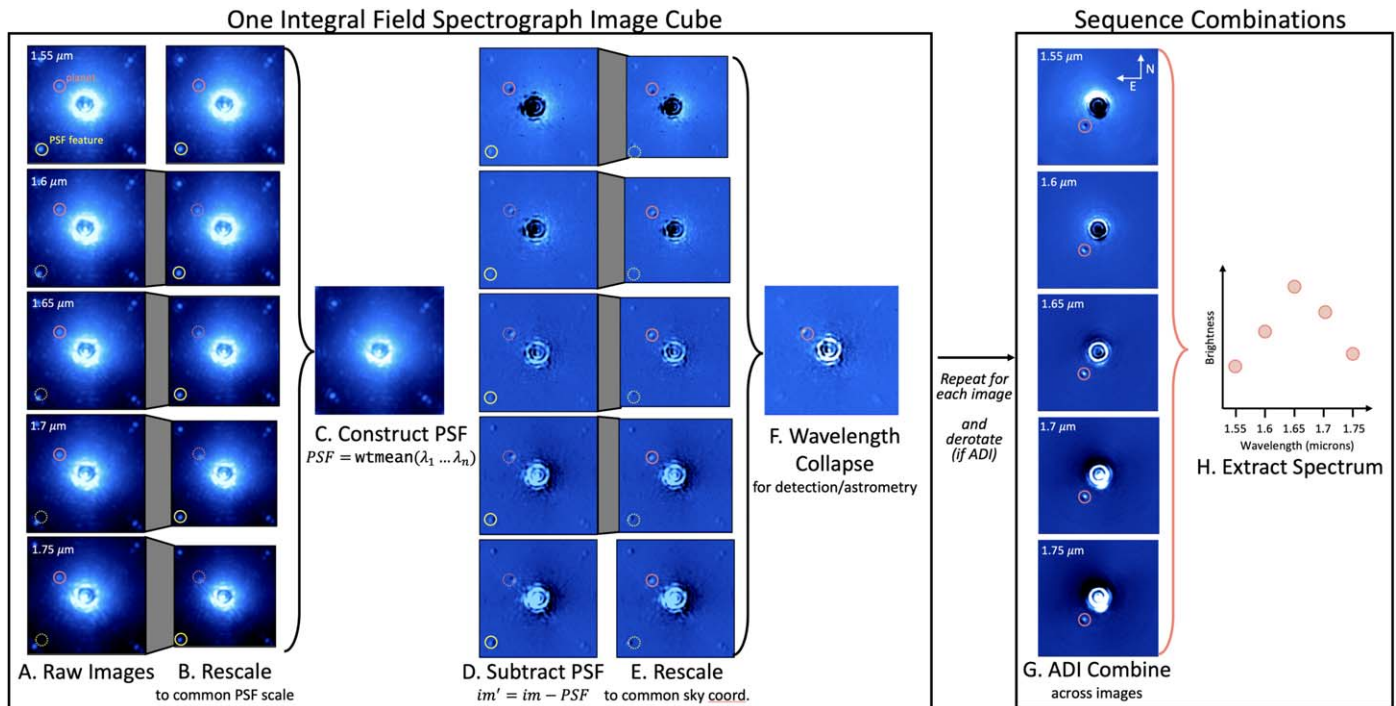 One Integral Field Spectrograph Image Cube
Sequence Combinations
1.55 μm
planet
PSF feature
1.6 μm
1.65 μm
1.7 μm
1.75 μm
A. Raw Images
B. Rescale
to common PSF scale
C. Construct PSF
PSF = wtmean(λ₁ … λₙ)
D. Subtract PSF
im′ = im − PSF
E. Rescale
to common sky coord.
F. Wavelength
Collapse
for detection/astrometry
Repeat for
each image
and
derotate
(if ADI)
1.55 μm
N
E
1.6 μm
1.65 μm
1.7 μm
1.75 μm
G. ADI Combine
across images
Brightness
1.55 1.6 1.65 1.7 1.75
Wavelength (microns)
H. Extract Spectrum